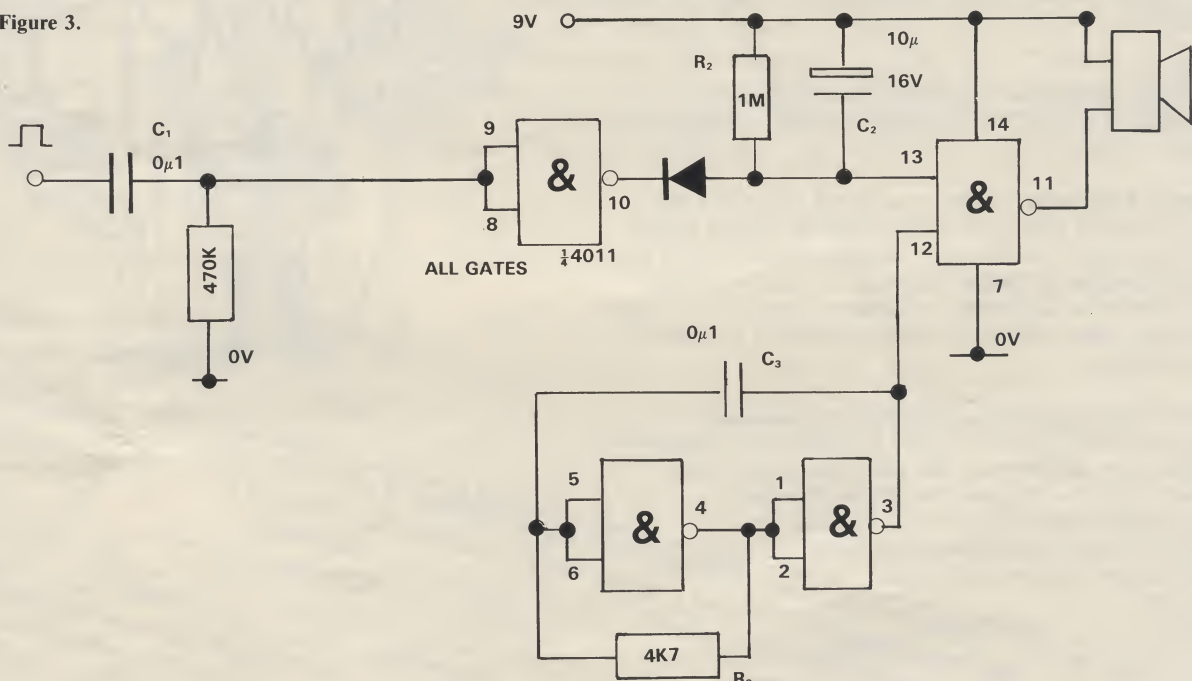 Figure 3.
9V
10μ
R₂
16V
1M
C₁
C₂
14
9
13
0μ1
11
&
&
10
8
12
¼4011
470K
ALL GATES
7
0μ1
0V
C₃
0V
5
1
4
3
&
&
6
2
4K7